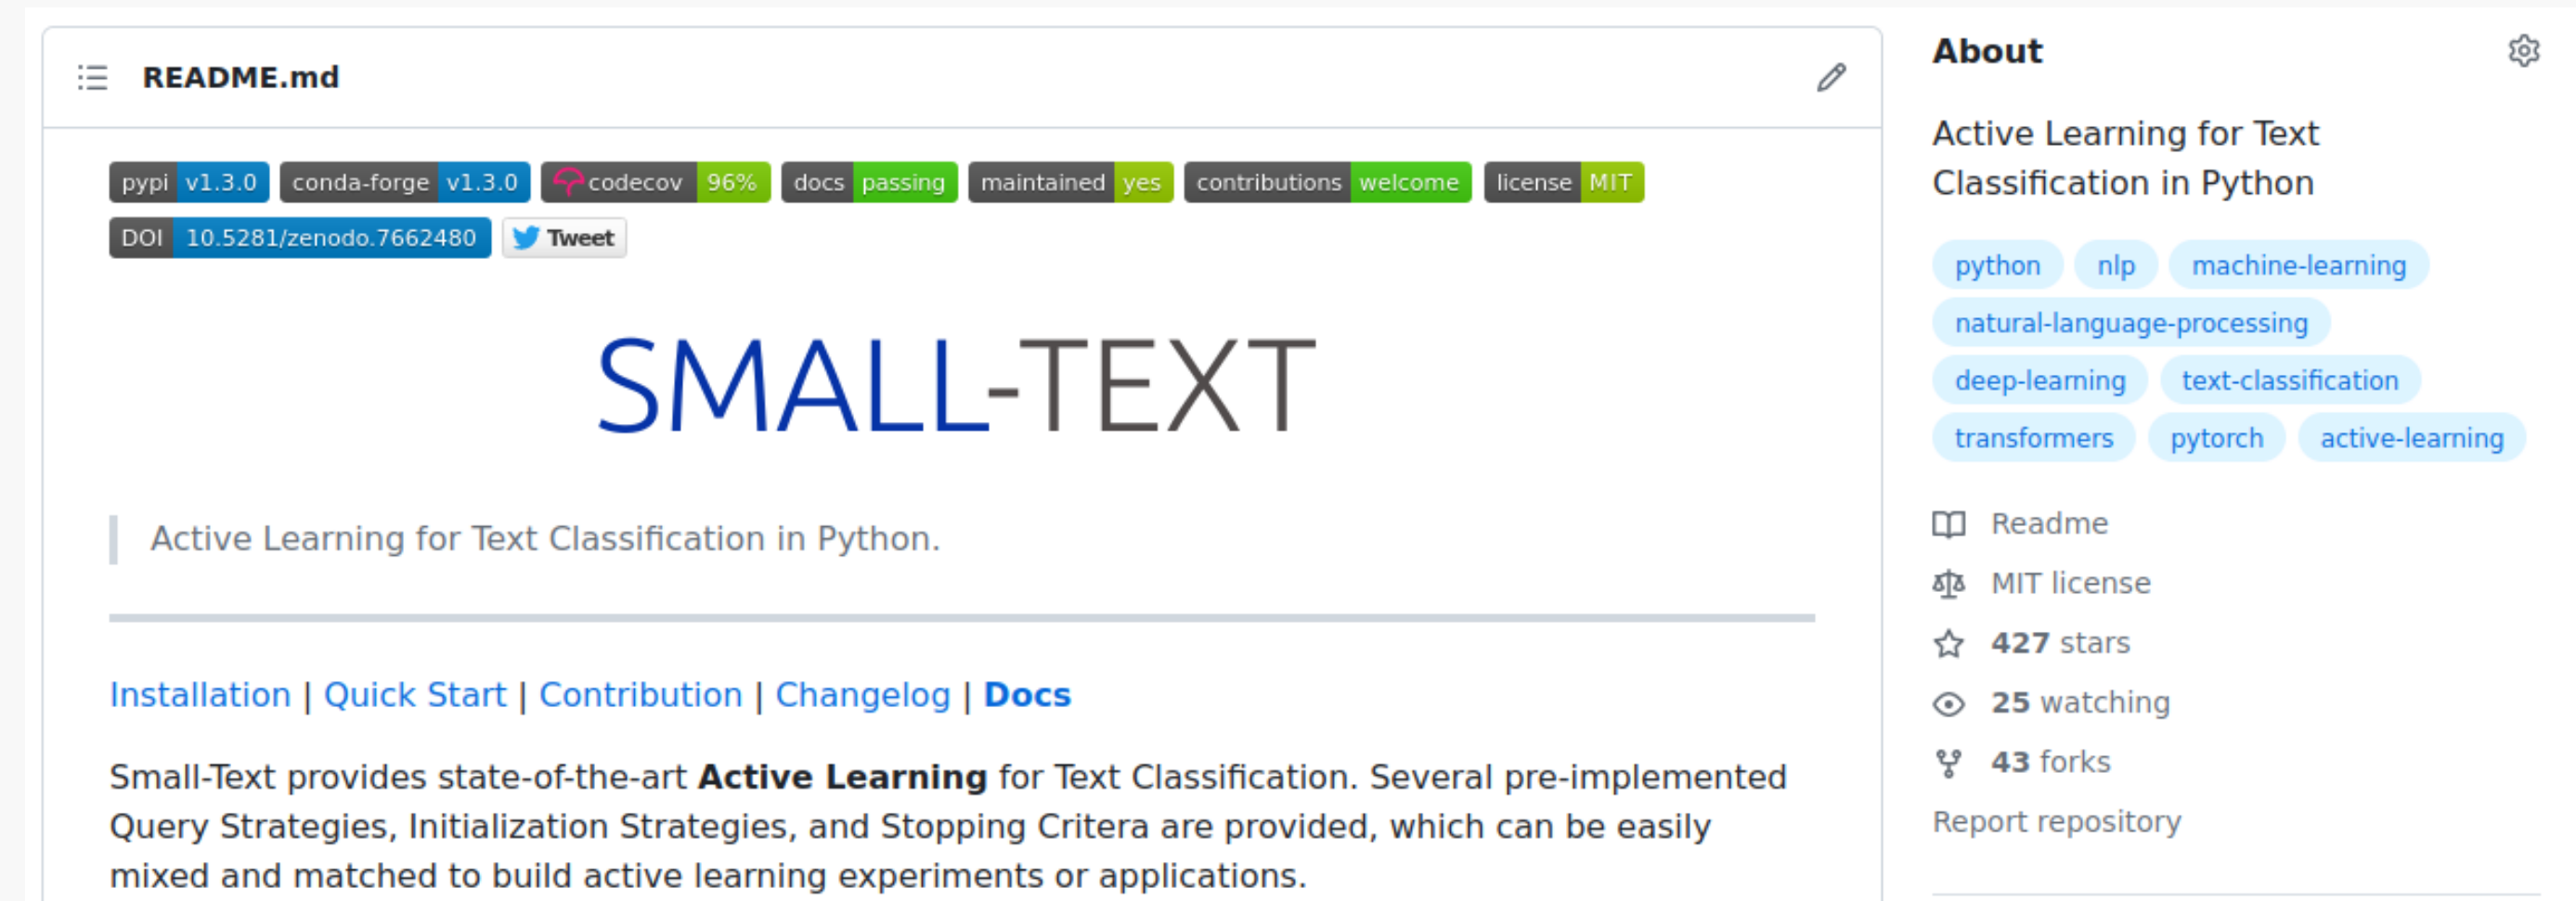 README.md
pypi v1.3.0 conda-forge v1.3.0 codecov 96% docs passing maintained yes contributions welcome license MIT
DOI 10.5281/zenodo.7662480 Tweet
SMALL-TEXT
Active Learning for Text Classification in Python.
Installation | Quick Start | Contribution | Changelog | Docs
Small-Text provides state-of-the-art Active Learning for Text Classification. Several pre-implemented
Query Strategies, Initialization Strategies, and Stopping Critera are provided, which can be easily
mixed and matched to build active learning experiments or applications.
About
Active Learning for Text
Classification in Python
python nlp machine-learning
natural-language-processing
deep-learning text-classification
transformers pytorch active-learning
Readme
MIT license
427 stars
25 watching
43 forks
Report repository